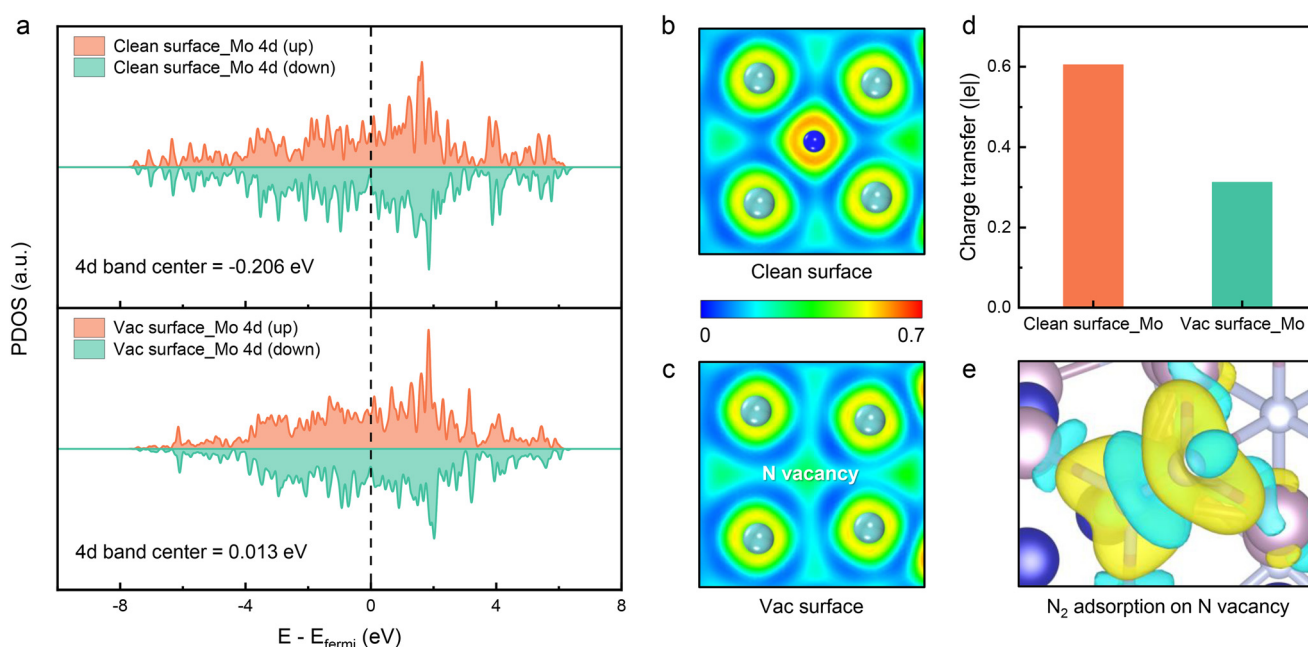 a
Clean surface_Mo 4d (up)
Clean surface_Mo 4d (down)
4d band center = -0.206 eV
Vac surface_Mo 4d (up)
Vac surface_Mo 4d (down)
4d band center = 0.013 eV
PDOS (a.u.)
-8 -4 0 4 8
E - Efermi (eV)
b
Clean surface
0 0.7
c
N vacancy
Vac surface
d
Charge transfer (|e|)
0.6
0.4
0.2
0.0
Clean surface_Mo Vac surface_Mo
e
N2 adsorption on N vacancy